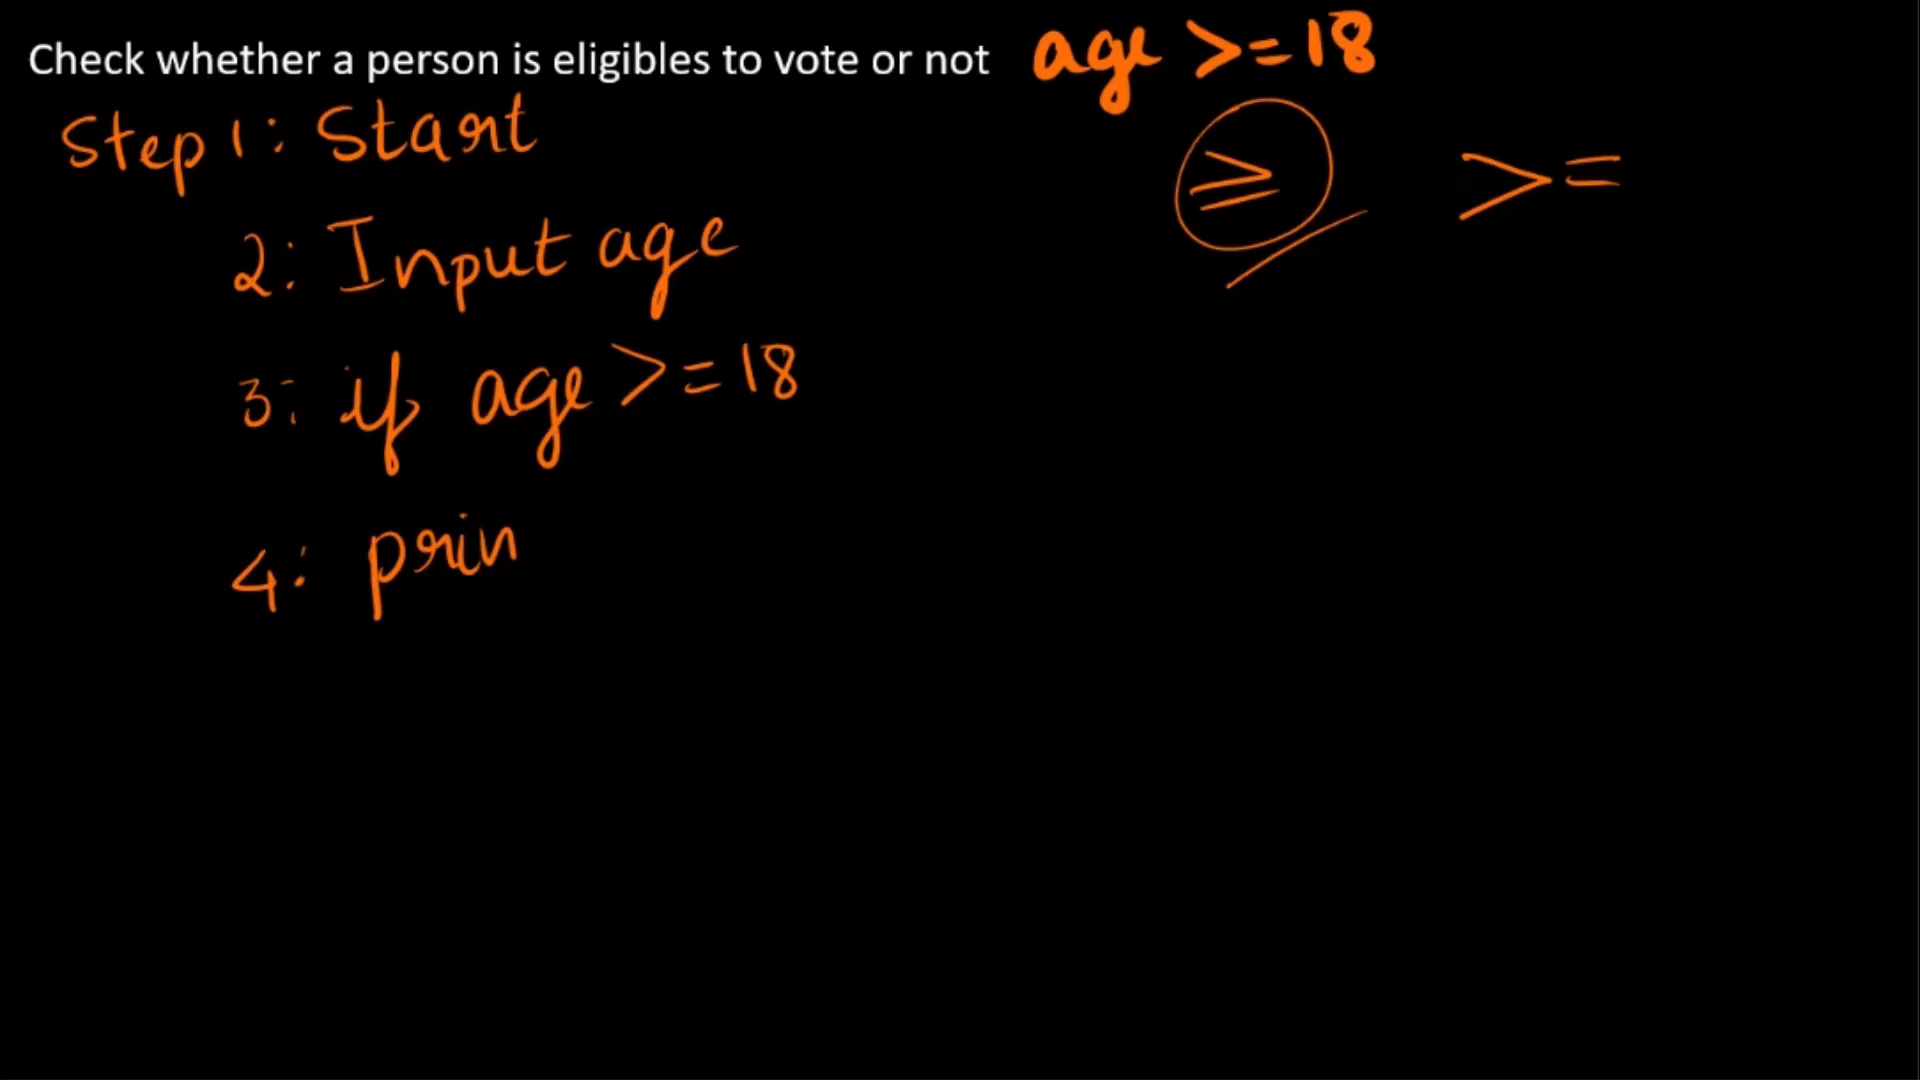 Check whether a person is eligibles to vote or not age >=18
Step 1: Start
≥ >=
2: Input age
3: if age >=18
4: prin